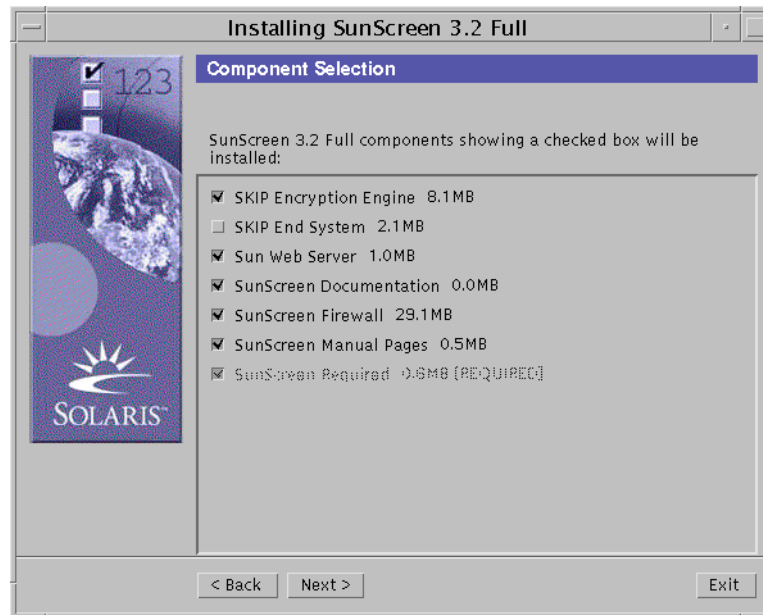 Installing SunScreen 3.2 Full
123
Component Selection
SunScreen 3.2 Full components showing a checked box will be
installed:
SKIP Encryption Engine 8.1MB
SKIP End System 2.1MB
Sun Web Server 1.0MB
SunScreen Documentation 0.0MB
SunScreen Firewall 29.1MB
SunScreen Manual Pages 0.5MB
SunScreen Required 0.6MB [REQUIRED]
SOLARIS™
< Back
Next >
Exit